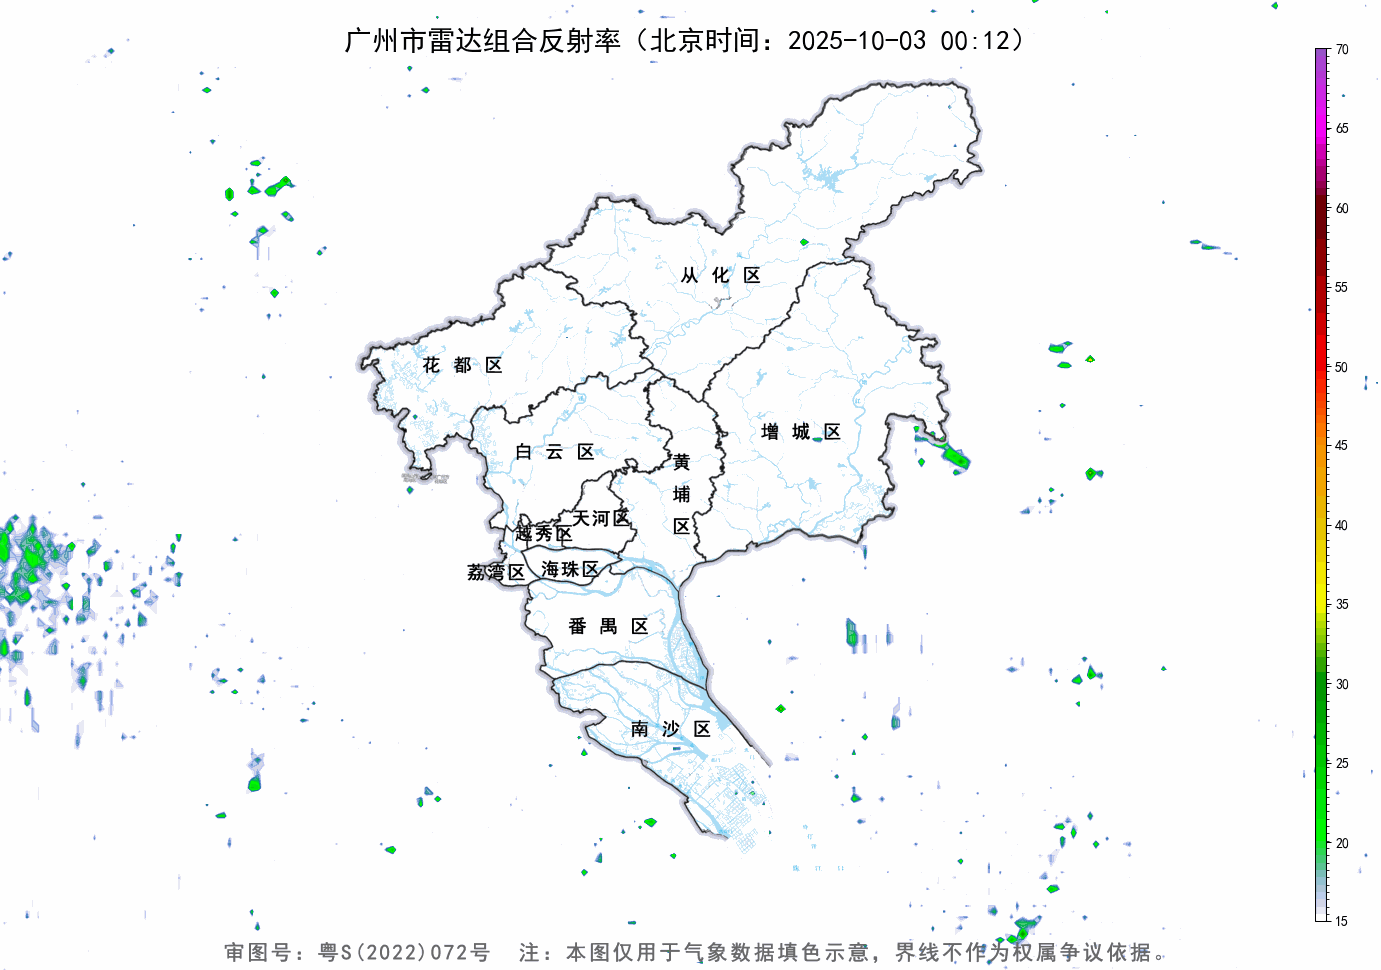 广州市雷达组合反射率（北京时间：2025-10-03 00:12）
70
65
60
55
50
45
40
35
30
25
20
15
从化区
花都区
增城区
白云区
黄埔区
天河区
越秀区
荔湾区
海珠区
番禺区
南沙区
审图号：粤S(2022)072号 注：本图仅用于气象数据填色示意，界线不作为权属争议依据。